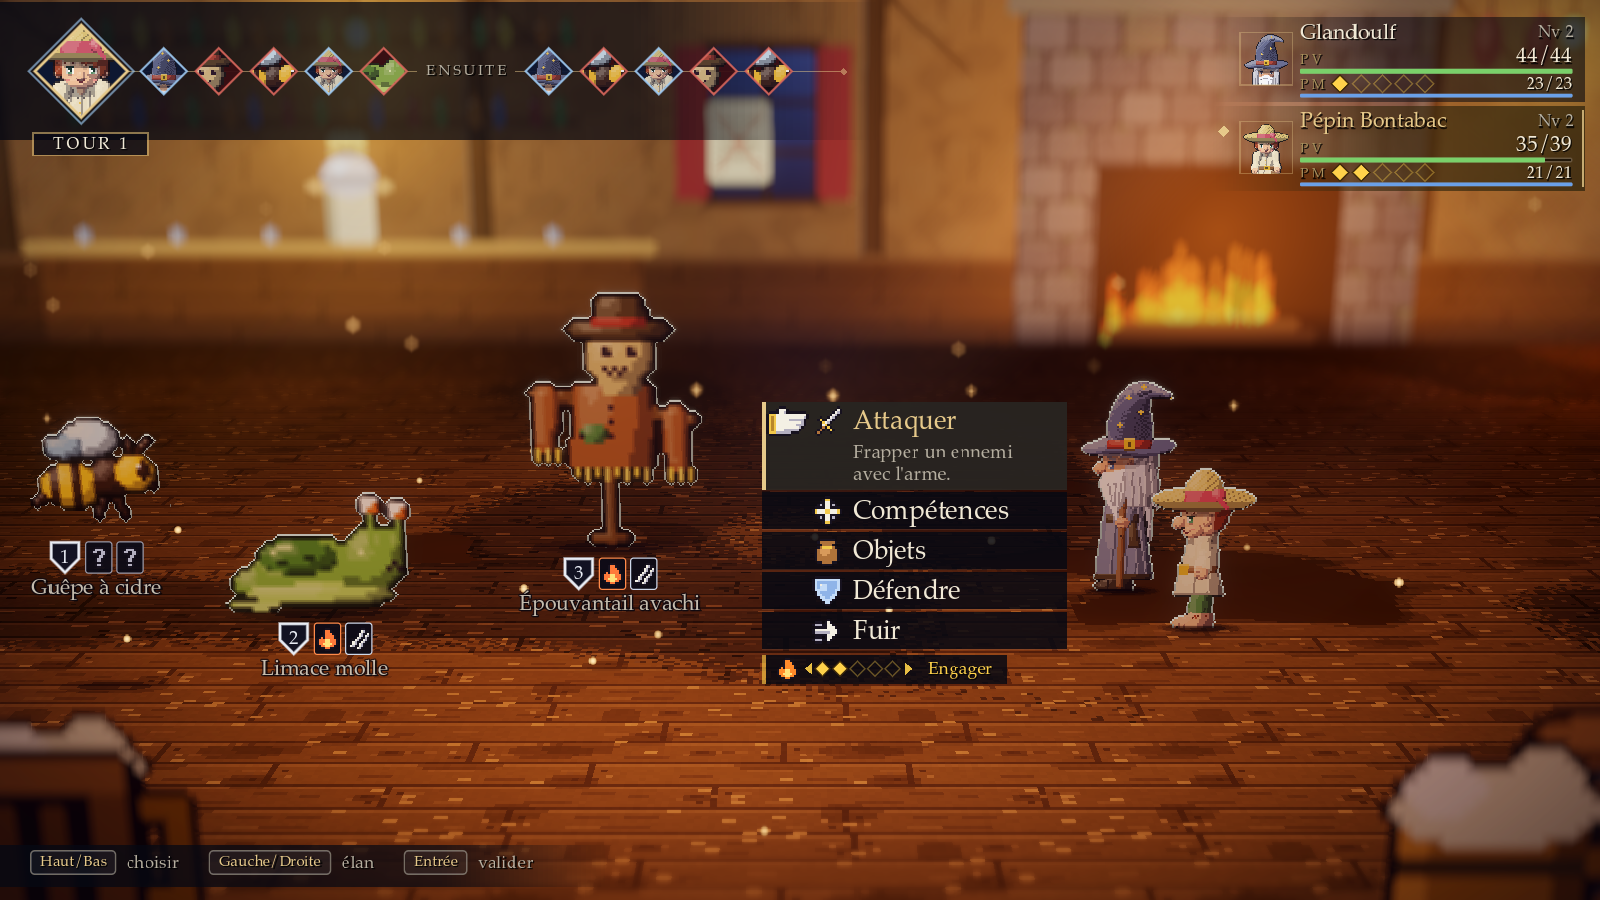 ENSUITE
TOUR 1
Glandoulf Nv 2
PV 44/44
PM 23/23
Pépin Bontabac Nv 2
PV 35/39
PM 21/21
Attaquer
Frapper un ennemi
avec l'arme.
Compétences
Objets
Défendre
Fuir
Engager
1 ? ?
Guêpe à cidre
2
Limace molle
3
Épouvantail avachi
Haut/Bas choisir Gauche/Droite élan Entrée valider